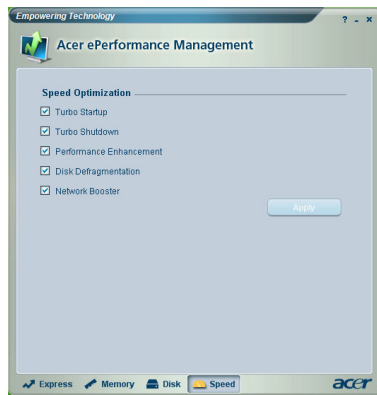 Empowering Technology
? - ×
Acer ePerformance Management
Speed Optimization
Turbo Startup
Turbo Shutdown
Performance Enhancement
Disk Defragmentation
Network Booster
Apply
Express Memory Disk Speed
acer